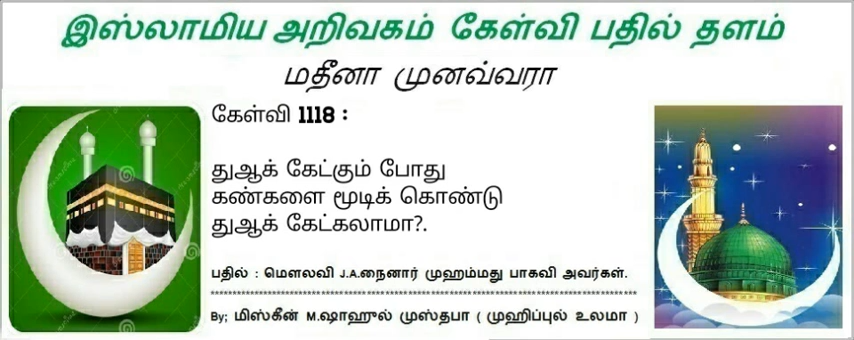 இஸ்லாமிய அறிவகம் கேள்வி பதில் தளம்
மதீனா முனவ்வரா
கேள்வி 1118 :
துஆக் கேட்கும் போது
கண்களை மூடிக் கொண்டு
துஆக் கேட்கலாமா?.
பதில் : மௌலவி J.A.நைனார் முஹம்மது பாகவி அவர்கள்.
By; மிஸ்கீன் M.ஷாஹுல் முஸ்தபா ( முஹிப்புல் உலமா )